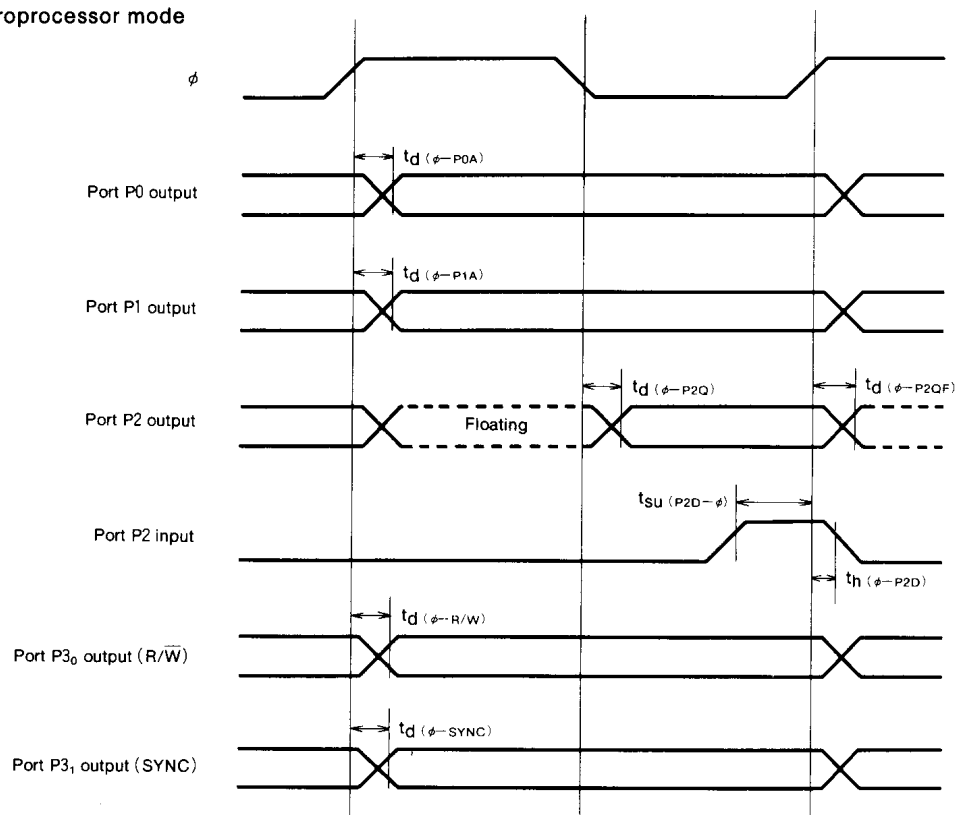 roprocessor mode
φ
td (φ–P0A)
Port P0 output
td (φ–P1A)
Port P1 output
td (φ–P2Q)
td (φ–P2QF)
Port P2 output
Floating
tsu (P2D–φ)
Port P2 input
th (φ–P2D)
td (φ–R/W)
Port P3₀ output (R/W̅)
td (φ–SYNC)
Port P3₁ output (SYNC)